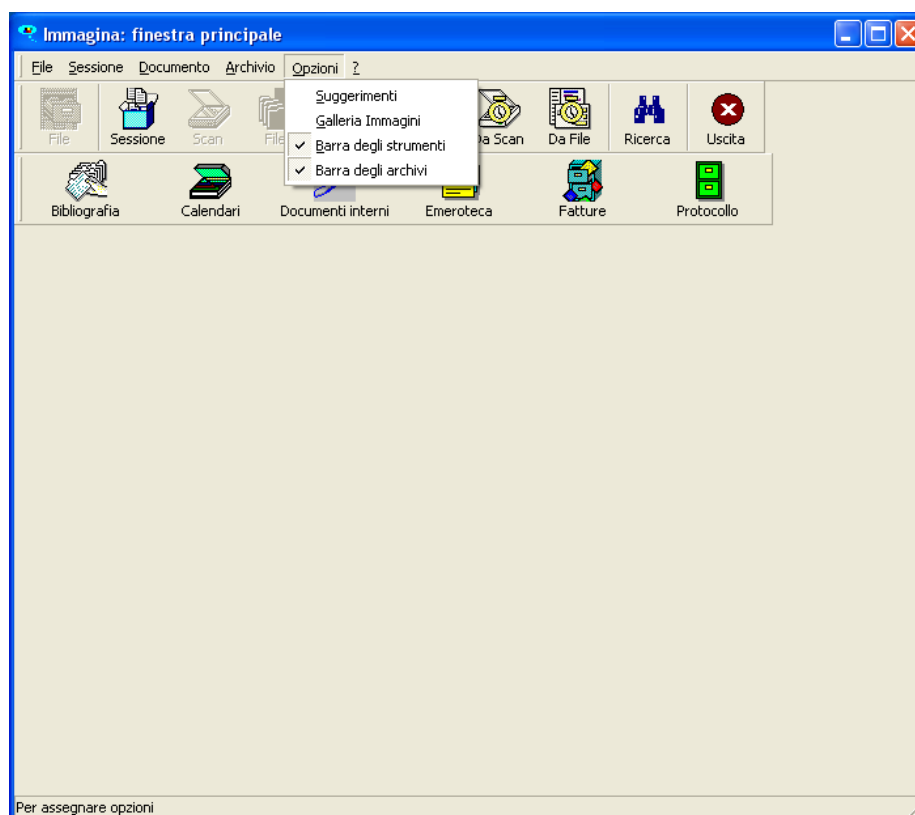 Immagina: finestra principale
File Sessione Documento Archivio Opzioni ?
Suggerimenti
Galleria Immagini
Barra degli strumenti
Barra degli archivi
File Sessione Scan File Da Scan Da File Ricerca Uscita
Bibliografia Calendari Documenti interni Emeroteca Fatture Protocollo
Per assegnare opzioni